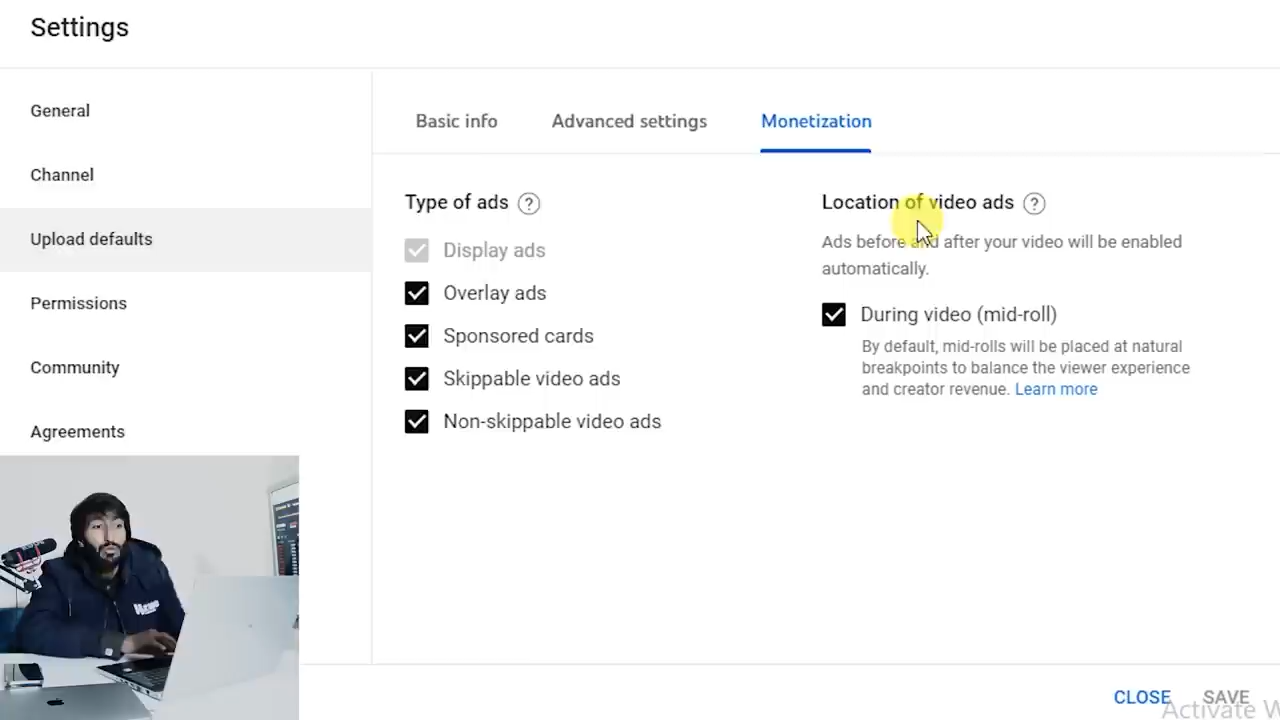 Settings
General
Channel
Upload defaults
Permissions
Community
Agreements
Basic info
Advanced settings
Monetization
Type of ads
Display ads
Overlay ads
Sponsored cards
Skippable video ads
Non-skippable video ads
Location of video ads
Ads before and after your video will be enabled
automatically.
During video (mid-roll)
By default, mid-rolls will be placed at natural
breakpoints to balance the viewer experience
and creator revenue. Learn more
CLOSE
SAVE
Activate W